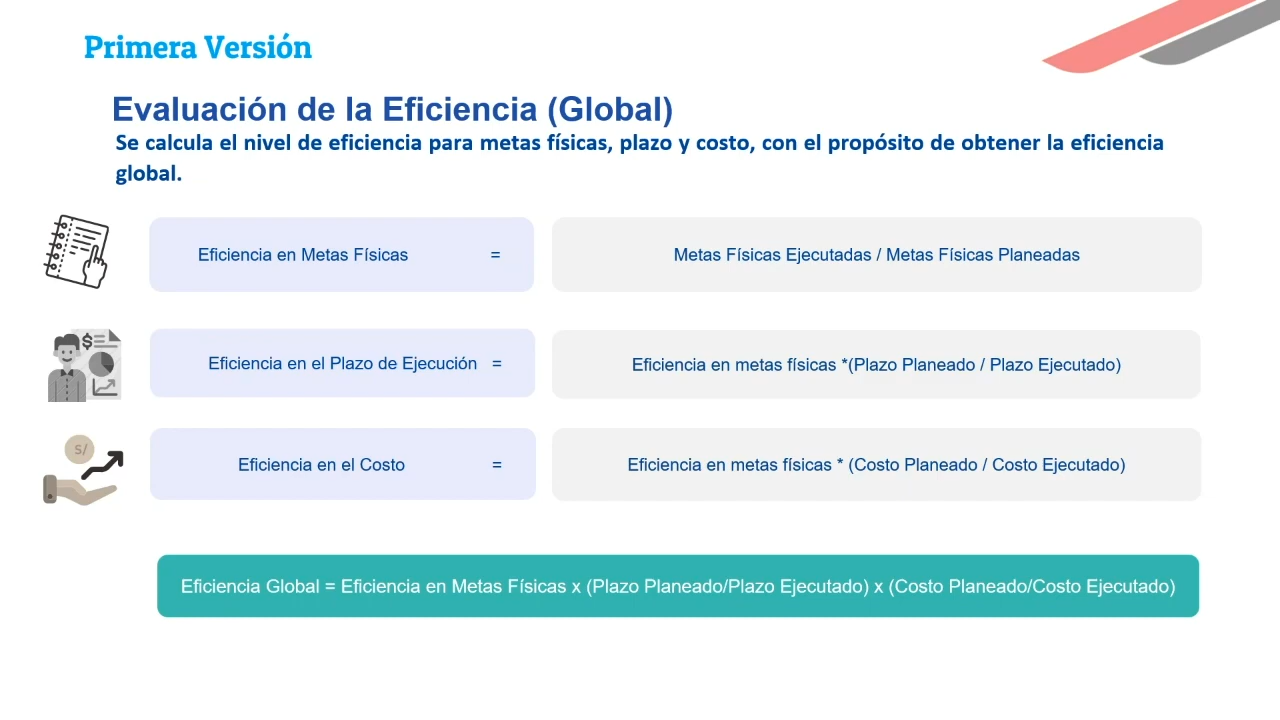 Primera Versión
Evaluación de la Eficiencia (Global)
Se calcula el nivel de eficiencia para metas físicas, plazo y costo, con el propósito de obtener la eficiencia
global.
Eficiencia en Metas Físicas = Metas Físicas Ejecutadas / Metas Físicas Planeadas
Eficiencia en el Plazo de Ejecución = Eficiencia en metas físicas *(Plazo Planeado / Plazo Ejecutado)
S/
Eficiencia en el Costo = Eficiencia en metas físicas * (Costo Planeado / Costo Ejecutado)
Eficiencia Global = Eficiencia en Metas Físicas x (Plazo Planeado/Plazo Ejecutado) x (Costo Planeado/Costo Ejecutado)